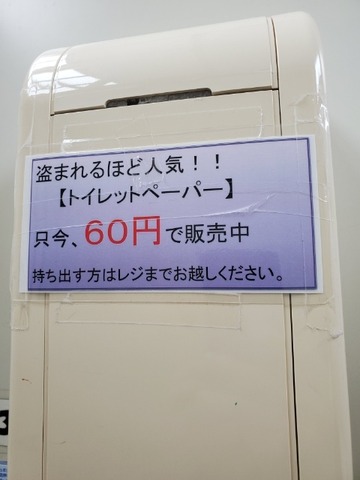 盗まれるほど人気！！
【トイレットペーパー】
只今、60円で販売中
持ち出す方はレジまでお越しください。